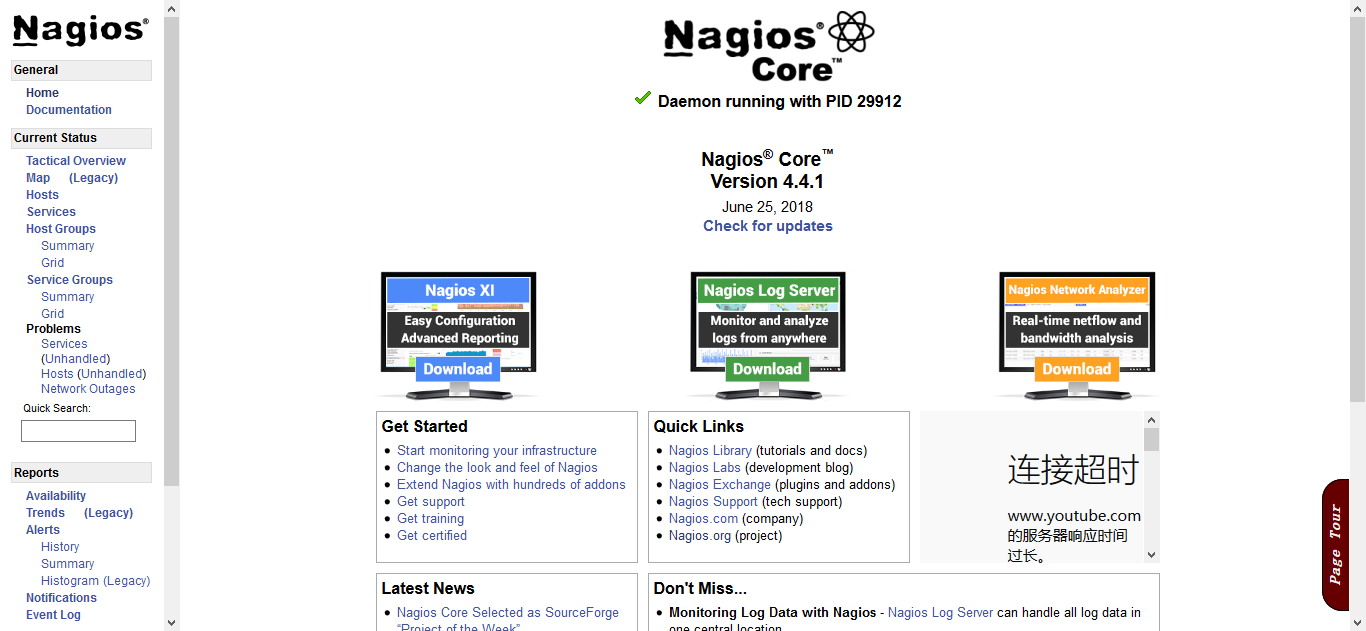 Nagios®
General
Home
Documentation
Current Status
Tactical Overview
Map (Legacy)
Hosts
Services
Host Groups
Summary
Grid
Service Groups
Summary
Grid
Problems
Services
(Unhandled)
Hosts (Unhandled)
Network Outages
Quick Search:
Reports
Availability
Trends (Legacy)
Alerts
History
Summary
Histogram (Legacy)
Notifications
Event Log
Nagios®
Core™
Daemon running with PID 29912
Nagios® Core™
Version 4.4.1
June 25, 2018
Check for updates
Nagios XI
Easy Configuration
Advanced Reporting
Download
Nagios Log Server
Monitor and analyze
logs from anywhere
Download
Nagios Network Analyzer
Real-time netflow and
bandwidth analysis
Download
Get Started
Start monitoring your infrastructure
Change the look and feel of Nagios
Extend Nagios with hundreds of addons
Get support
Get training
Get certified
Quick Links
Nagios Library (tutorials and docs)
Nagios Labs (development blog)
Nagios Exchange (plugins and addons)
Nagios Support (tech support)
Nagios.com (company)
Nagios.org (project)
连接超时
www.youtube.com
的服务器响应时间
过长。
Latest News
Nagios Core Selected as SourceForge
“Project of the Week”
Don't Miss...
Monitoring Log Data with Nagios - Nagios Log Server can handle all log data in
one central location
Page Tour